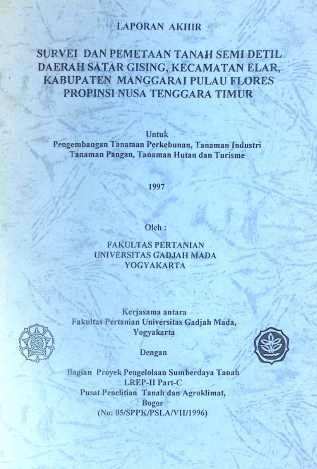 LAPORAN AKHIR
SURVEI DAN PEMETAAN TANAH SEMI DETIL
DAERAH SATAR GISING, KECAMATAN ELAR,
KABUPATEN MANGGARAI PULAU FLORES
PROPINSI NUSA TENGGARA TIMUR
Untuk
Pengembangan Tanaman Perkebunan, Tanaman Industri
Tanaman Pangan, Tanaman Hutan dan Turisme
1997
Oleh :
FAKULTAS PERTANIAN
UNIVERSITAS GADJAH MADA
YOGYAKARTA
Kerjasama antara
Fakultas Pertanian Universitas Gadjah Mada,
Yogyakarta
Dengan
Bagian Proyek Pengelolaan Sumberdaya Tanah
LREP-II Part-C
Pusat Penelitian Tanah dan Agroklimat,
Bogor
(No: 05/SPPK/PSLA/VII/1996)